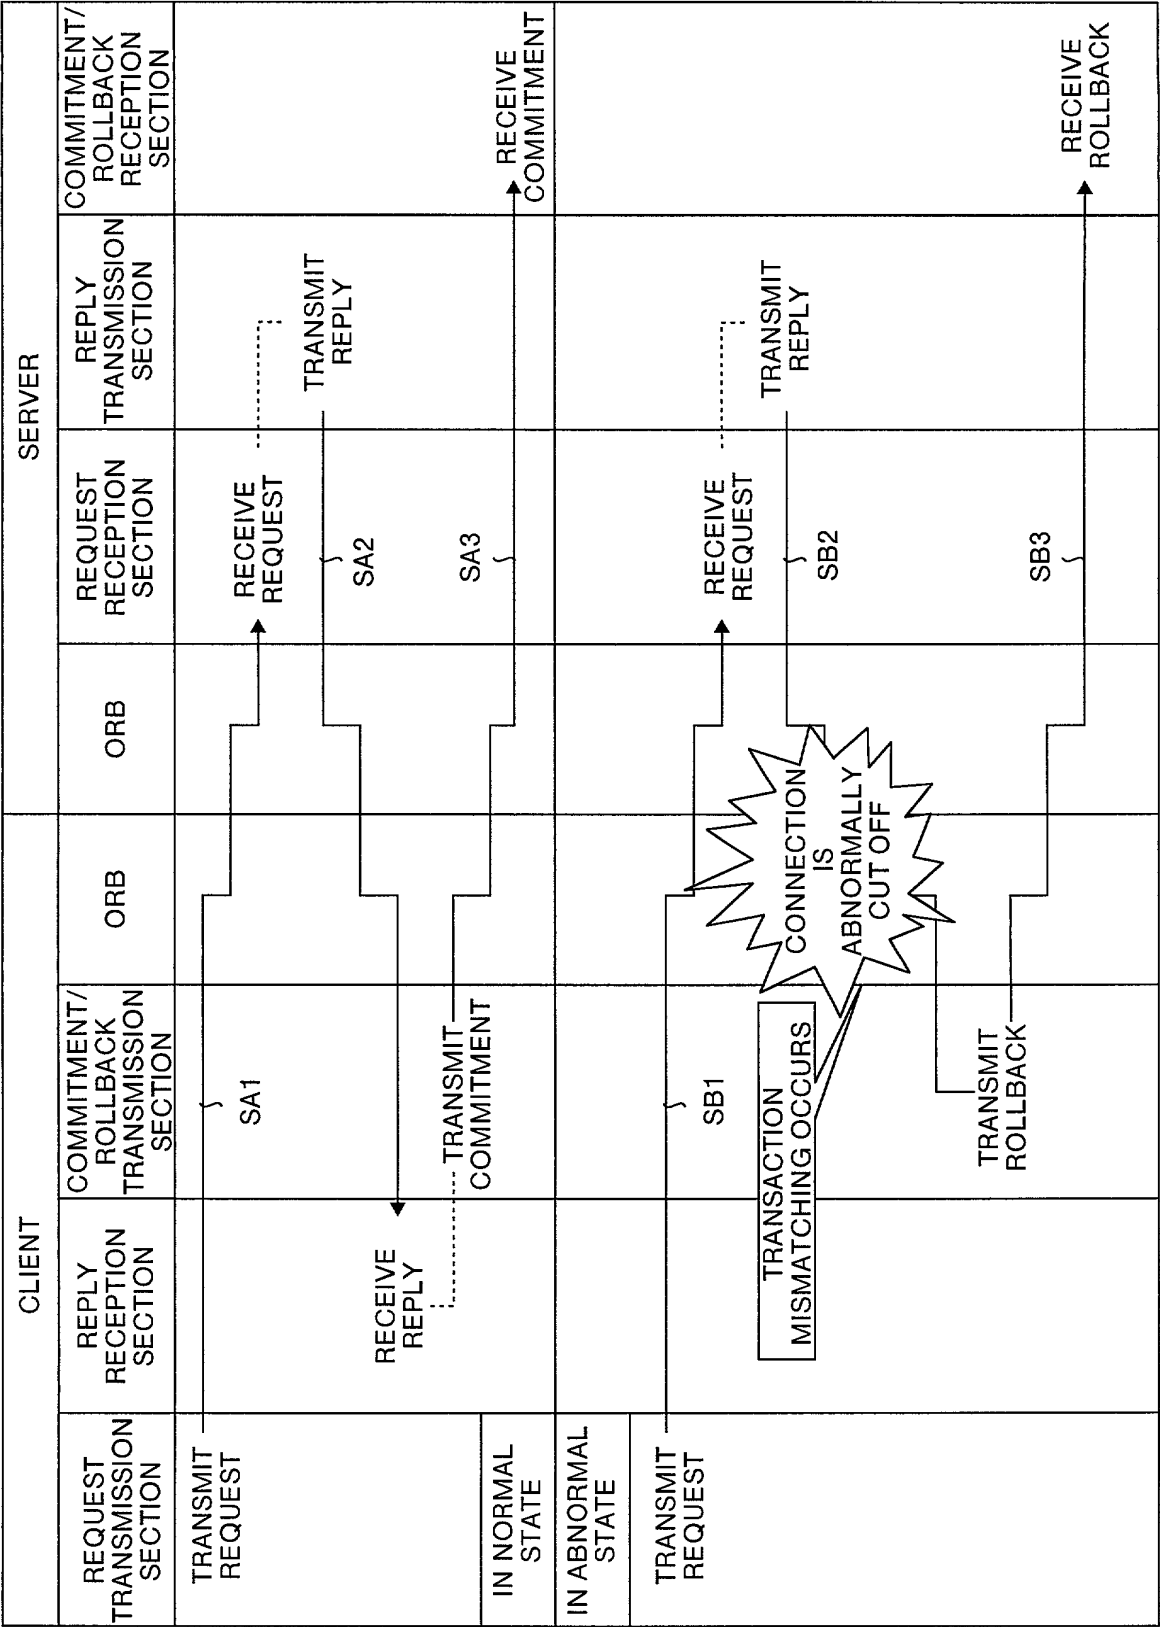 CLIENT
SERVER
REQUEST
TRANSMISSION
SECTION
REPLY
RECEPTION
SECTION
COMMITMENT/
ROLLBACK
TRANSMISSION
SECTION
ORB
ORB
REQUEST
RECEPTION
SECTION
REPLY
TRANSMISSION
SECTION
COMMITMENT/
ROLLBACK
RECEPTION
SECTION
TRANSMIT
REQUEST
SA1
RECEIVE
REQUEST
TRANSMIT
REPLY
SA2
RECEIVE
REPLY
TRANSMIT
COMMITMENT
SA3
RECEIVE
COMMITMENT
IN NORMAL
STATE
IN ABNORMAL
STATE
TRANSMIT
REQUEST
SB1
RECEIVE
REQUEST
TRANSMIT
REPLY
SB2
CONNECTION
IS
ABNORMALLY
CUT OFF
TRANSACTION
MISMATCHING OCCURS
TRANSMIT
ROLLBACK
SB3
RECEIVE
ROLLBACK